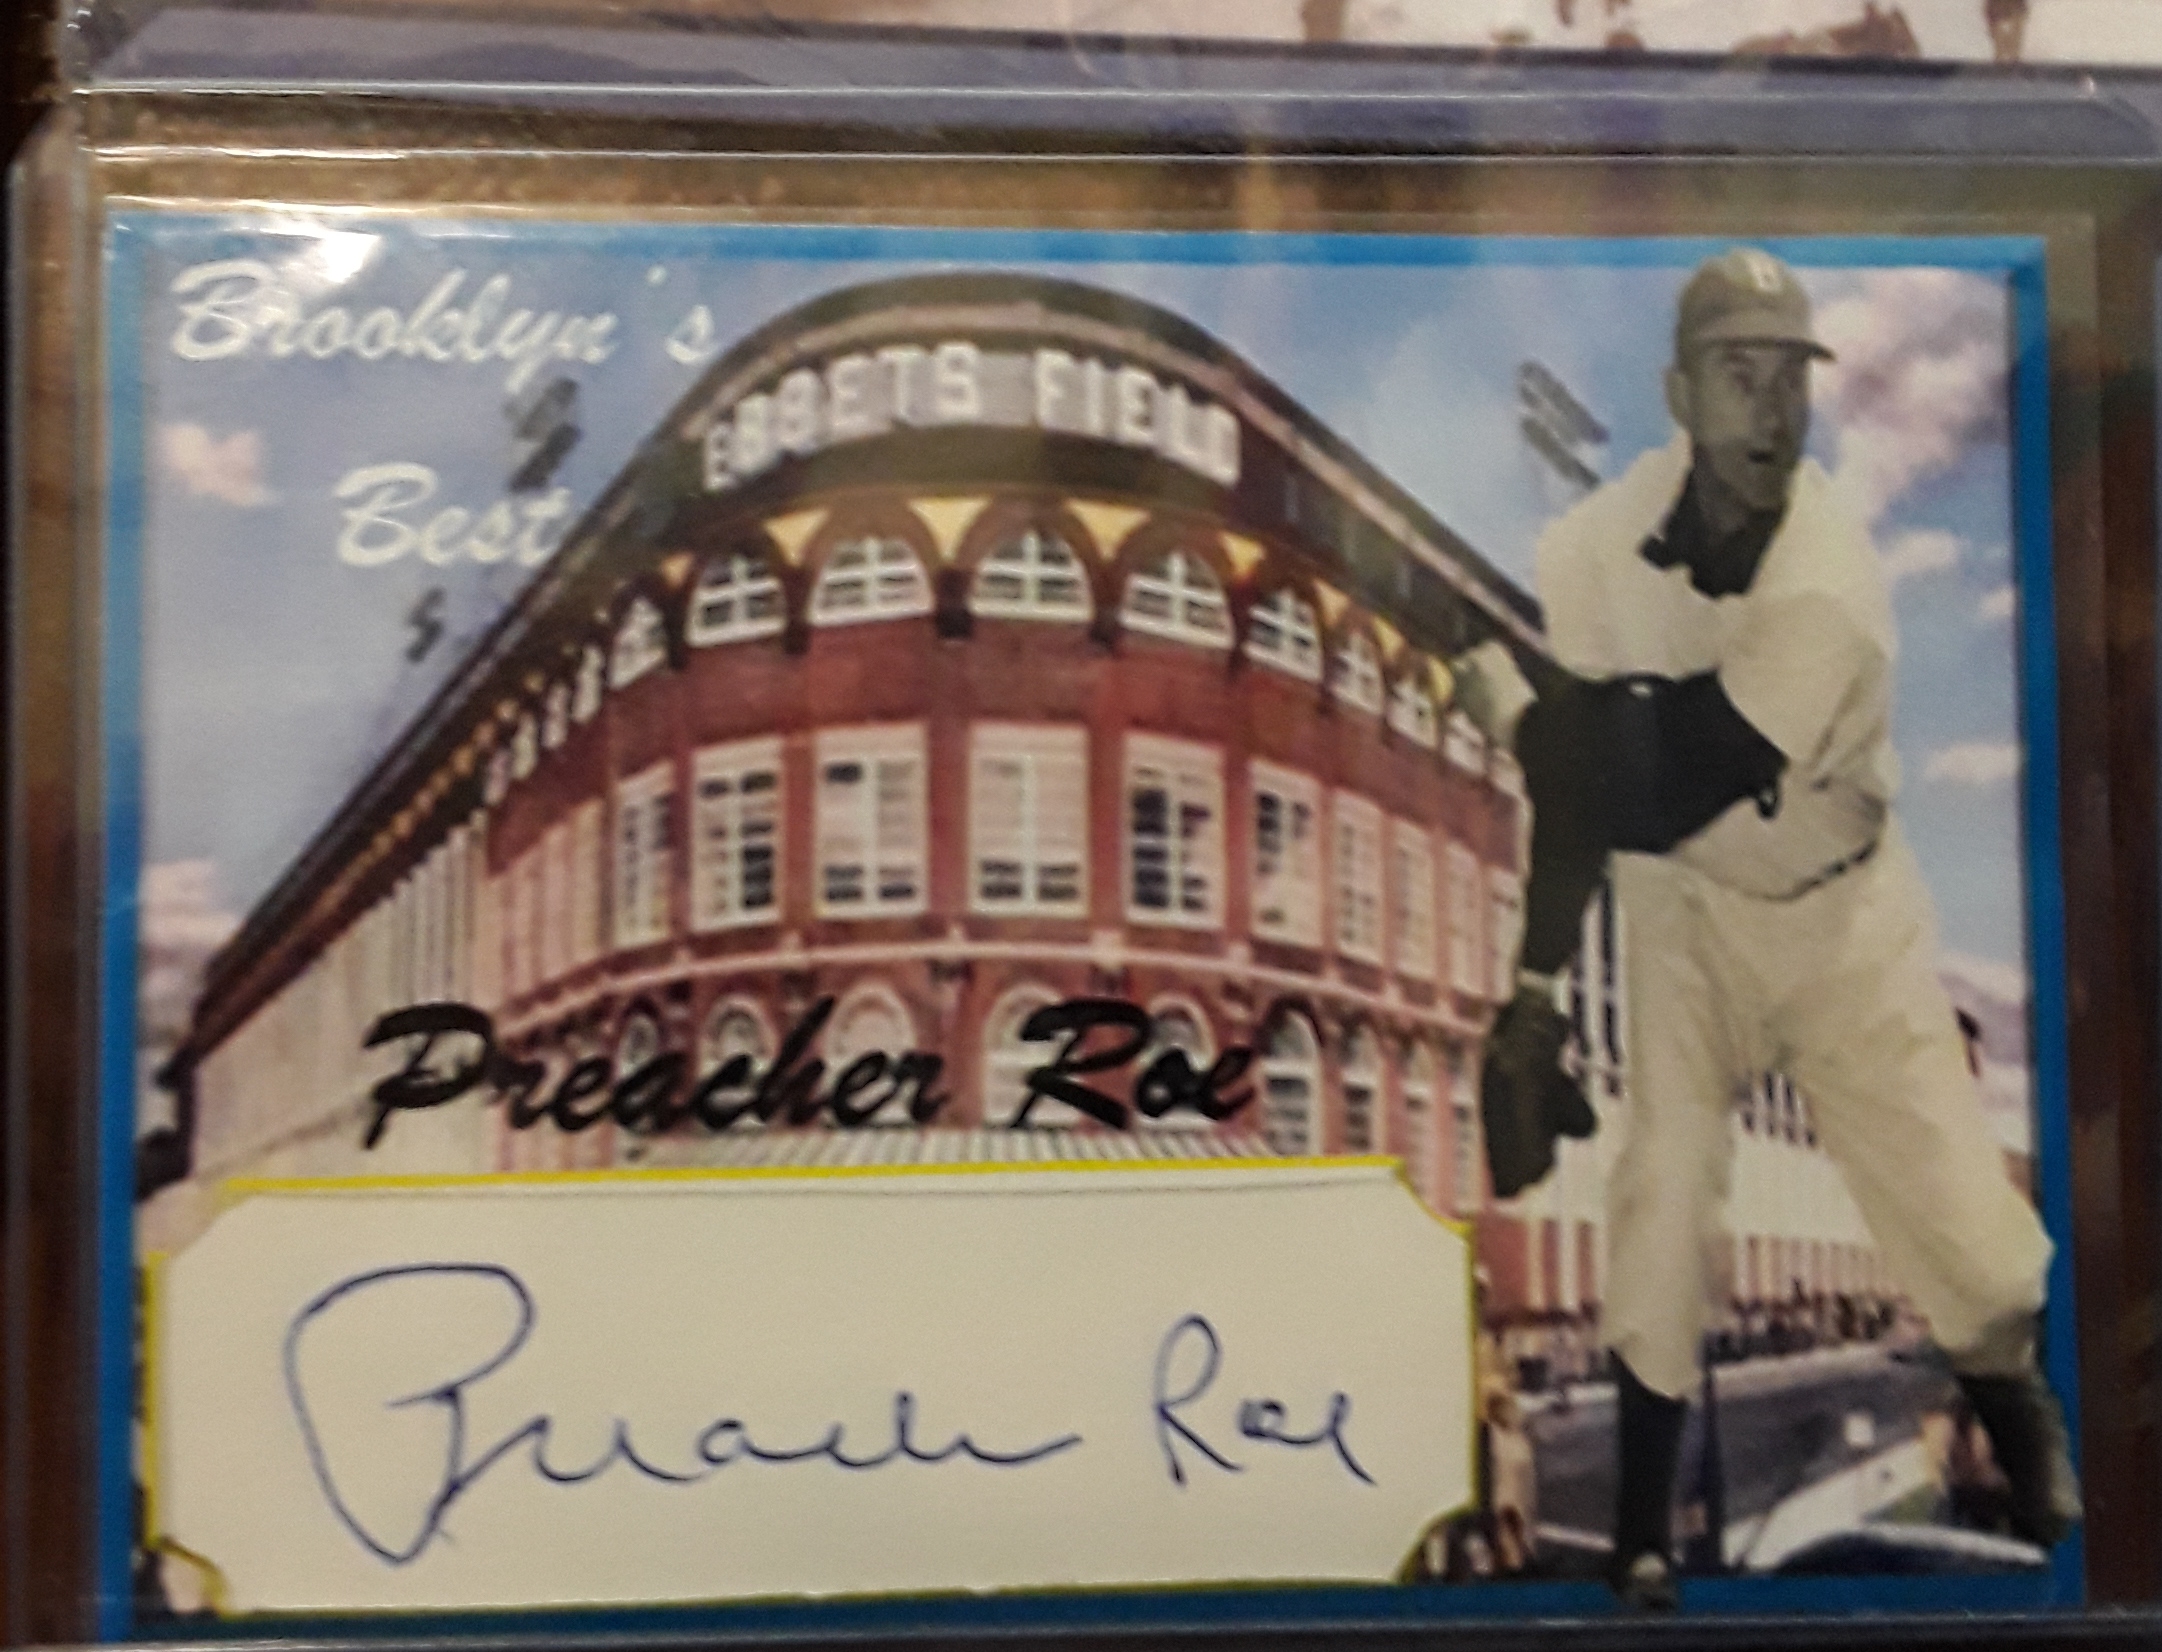 Brooklyn's
Best
EBBETS FIELD
B
Preacher Roe
Preacher Roe